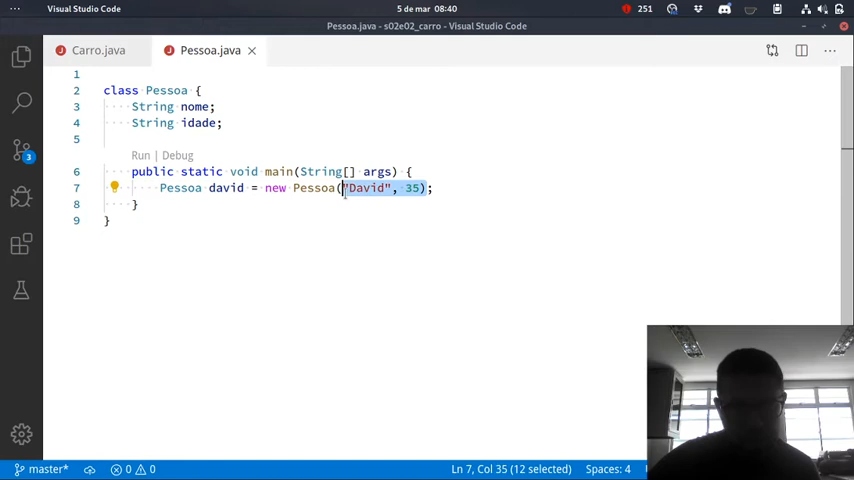 Visual Studio Code
5 de mar 08:40
251
Pessoa.java - s02e02_carro - Visual Studio Code
J Carro.java
J Pessoa.java
1
2 class Pessoa {
3 String nome;
4 String idade;
5
Run | Debug
6 public static void main(String[] args) {
7 Pessoa david = new Pessoa("David", 35);
8 }
9 }
3
master*
0 0
Ln 7, Col 35 (12 selected)
Spaces: 4